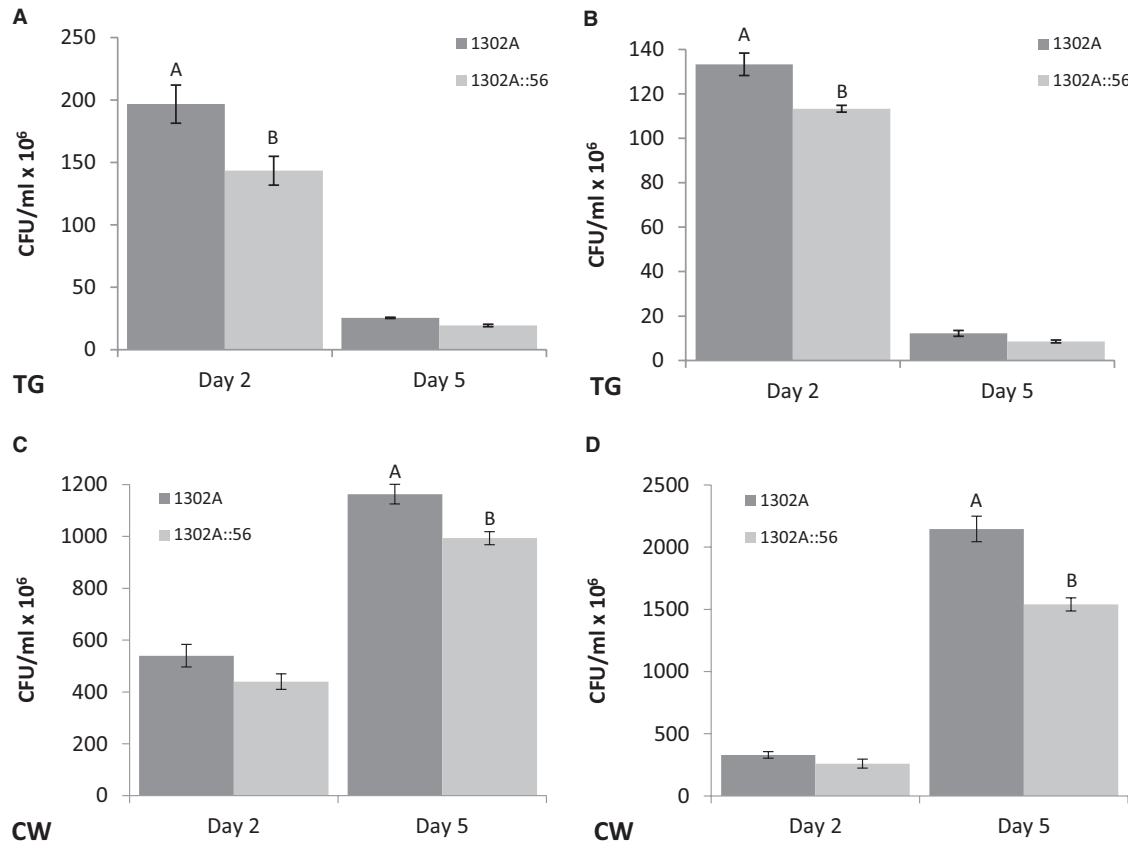 A
CFU/ml x 10⁶
250
200
150
100
50
0
A
B
1302A
1302A::56
Day 2
Day 5
TG
B
CFU/ml x 10⁶
140
120
100
80
60
40
20
0
A
B
1302A
1302A::56
Day 2
Day 5
TG
C
CFU/ml x 10⁶
1200
1000
800
600
400
200
0
1302A
1302A::56
A
B
Day 2
Day 5
CW
D
CFU/ml x 10⁶
2500
2000
1500
1000
500
0
1302A
1302A::56
A
B
Day 2
Day 5
CW